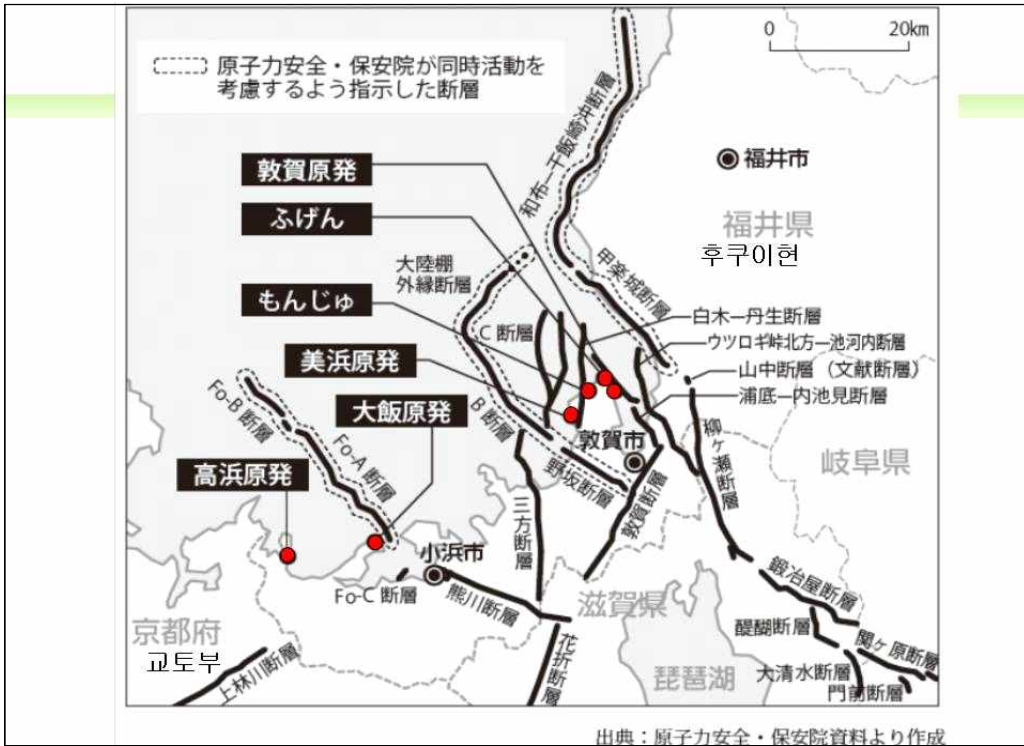 0 20km
原子力安全・保安院が同時活動を
考慮するよう指示した断層
和布ー干飯崎沖断層
敦賀原発
福井市
ふげん
福井県
후쿠이현
大陸棚
外縁断層
甲楽城断層
もんじゅ
C断層
白木ー丹生断層
ウツロギ峠北方ー池河内断層
美浜原発
山中断層（文献断層）
浦底ー内池見断層
Fo-B断層
大飯原発
B断層
敦賀市
柳ヶ瀬断層
岐阜県
Fo-A断層
高浜原発
野坂断層
三方断層
敦賀断層
小浜市
Fo-C断層
熊川断層
滋賀県
鍛冶屋断層
京都府
교토부
花折断層
醍醐断層
関ヶ原断層
上林川断層
琵琶湖
大清水断層
門前断層
出典：原子力安全・保安院資料より作成